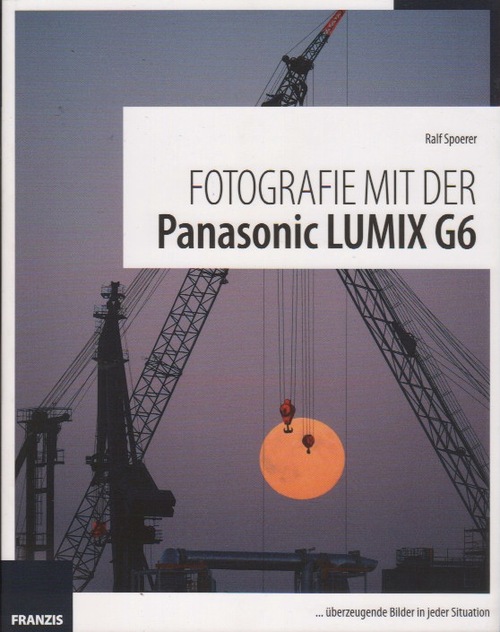 Ralf Spoerer
FOTOGRAFIE MIT DER
Panasonic LUMIX G6
FRANZIS
... überzeugende Bilder in jeder Situation